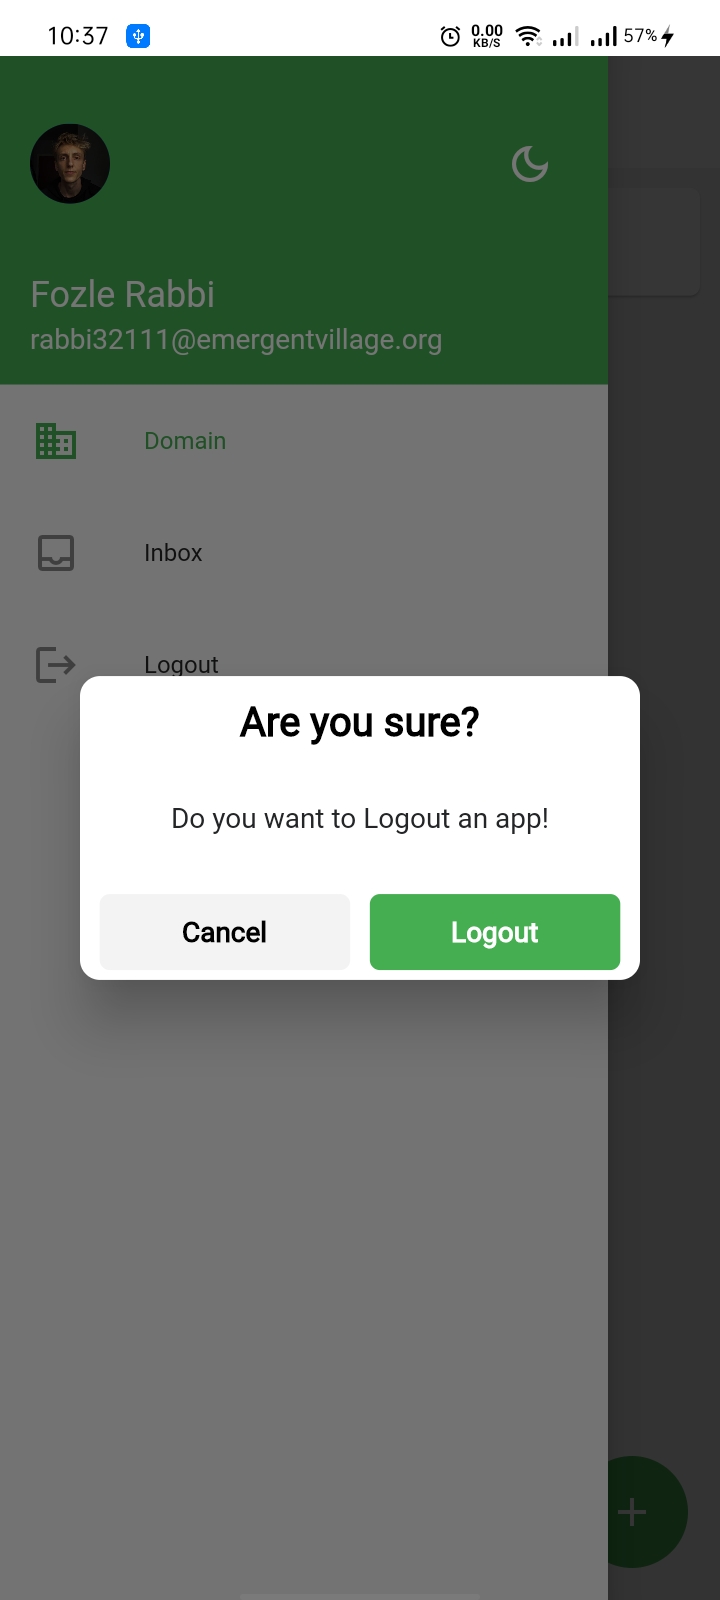 10:37
0.00 KB/S
57%
Fozle Rabbi
rabbi32111@emergentvillage.org
Domain
Inbox
Logout
Are you sure?
Do you want to Logout an app!
Cancel Logout